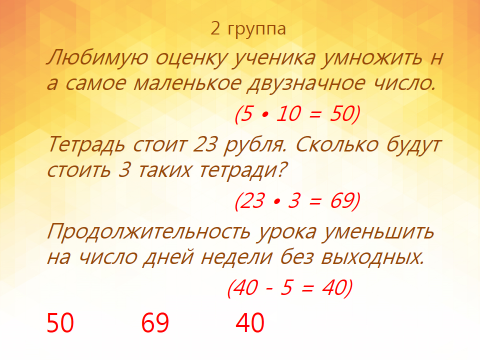 2 группа
Любимую оценку ученика умножить н
а самое маленькое двузначное число.
(5 • 10 = 50)
Тетрадь стоит 23 рубля. Сколько будут
стоить 3 таких тетради?
(23 • 3 = 69)
Продолжительность урока уменьшить
на число дней недели без выходных.
(40 - 5 = 40)
50 69 40